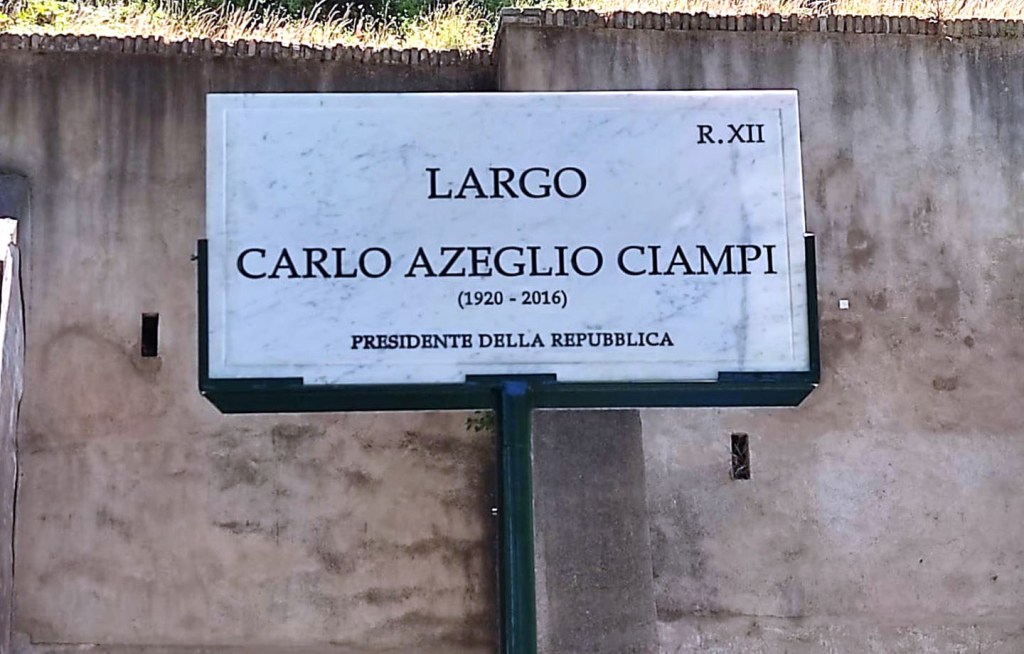 R. XII
LARGO
CARLO AZEGLIO CIAMPI
(1920 - 2016)
PRESIDENTE DELLA REPUBBLICA